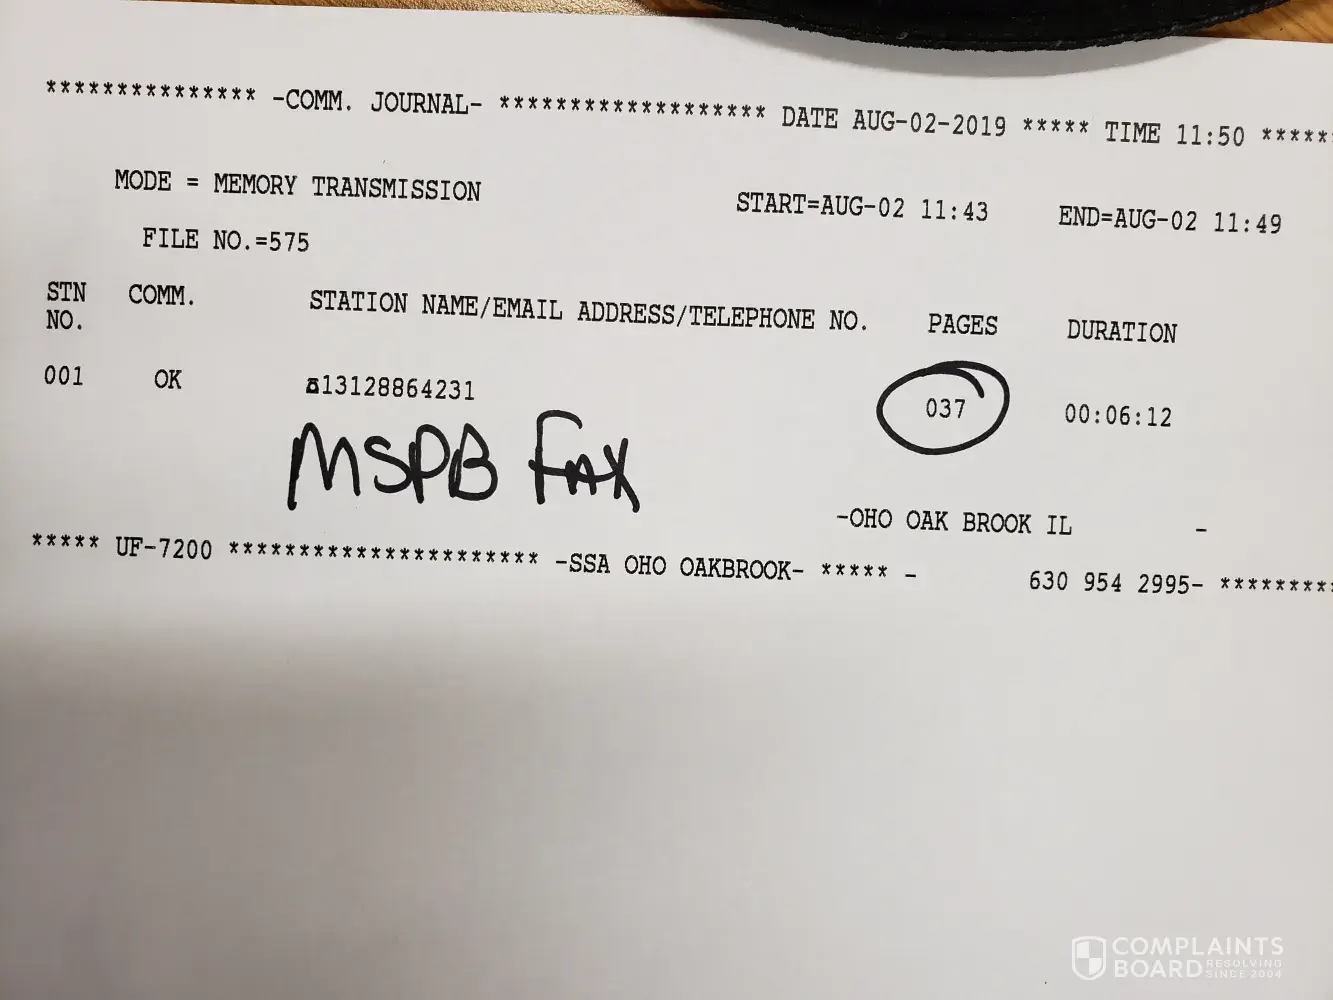 *************** -COMM. JOURNAL- ******************* DATE AUG-02-2019 ***** TIME 11:50 *****
MODE = MEMORY TRANSMISSION START=AUG-02 11:43 END=AUG-02 11:49
FILE NO.=575
STN NO. COMM. STATION NAME/EMAIL ADDRESS/TELEPHONE NO. PAGES DURATION
001 OK ☎13128864231 037 00:06:12
MSPB FAX
-OHO OAK BROOK IL -
***** UF-7200 ********************** -SSA OHO OAKBROOK- ***** - 630 954 2995- ********
COMPLAINTS
BOARD RESOLVING SINCE 2004